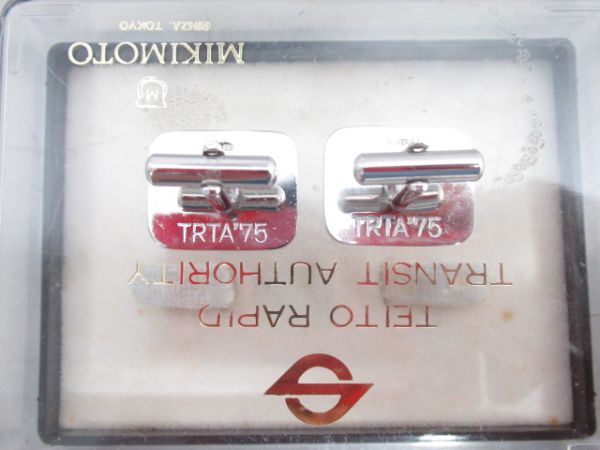 MIKIMOTO
GINZA, TOKYO
M
TRTA'75
TRTA'75
TEITO RAPID
TRANSIT AUTHORITY